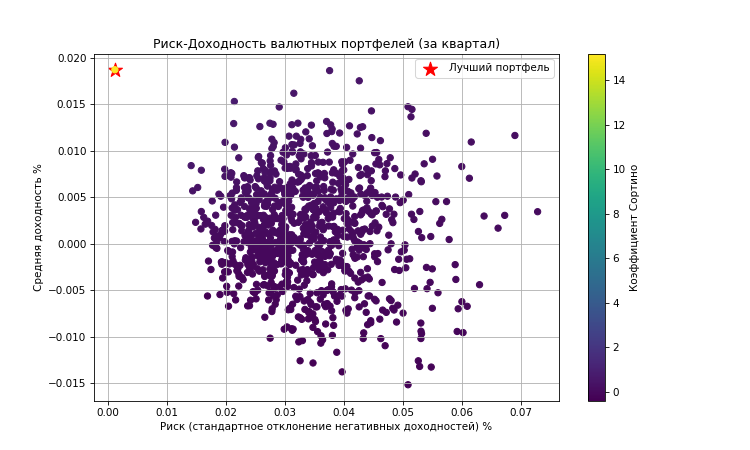 Риск-Доходность валютных портфелей (за квартал)
Лучший портфель
0.020
0.015
0.010
0.005
0.000
−0.005
−0.010
−0.015
Средняя доходность %
0.00 0.01 0.02 0.03 0.04 0.05 0.06 0.07
Риск (стандартное отклонение негативных доходностей) %
14
12
10
8
6
4
2
0
Коэффициент Сортино